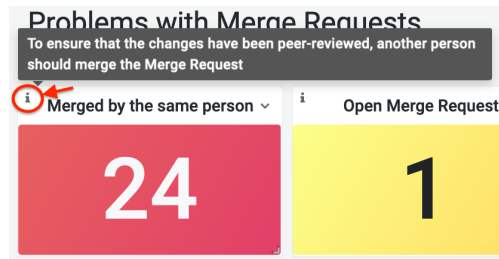 Problems with Merge Requests
To ensure that the changes have been peer-reviewed, another person
should merge the Merge Request
i Merged by the same person
i Open Merge Request
24
1